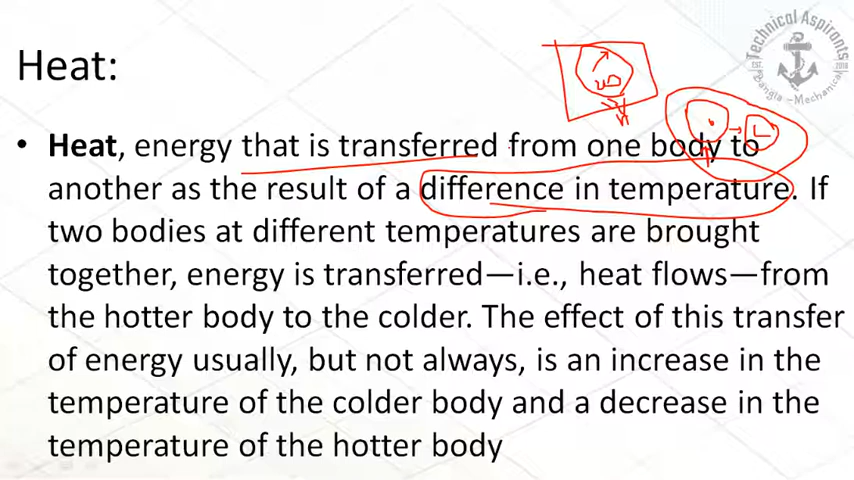 Technical Aspirants
EST.
2018
Bangla-Mechanical
Heat:
• Heat, energy that is transferred from one body to
another as the result of a difference in temperature. If
two bodies at different temperatures are brought
together, energy is transferred—i.e., heat flows—from
the hotter body to the colder. The effect of this transfer
of energy usually, but not always, is an increase in the
temperature of the colder body and a decrease in the
temperature of the hotter body